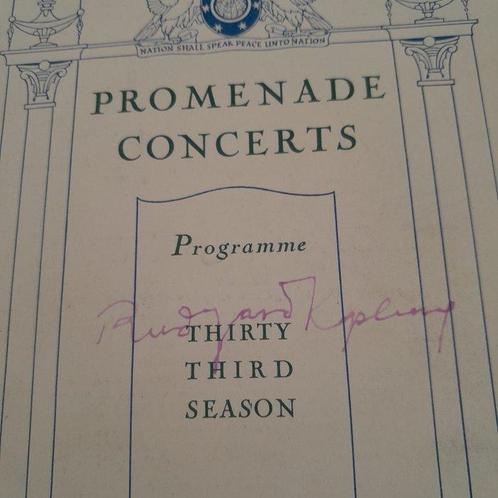 NATION SHALL SPEAK PEACE UNTO NATION
PROMENADE
CONCERTS
Programme
Rudyard Kipling
THIRTY
THIRD
SEASON